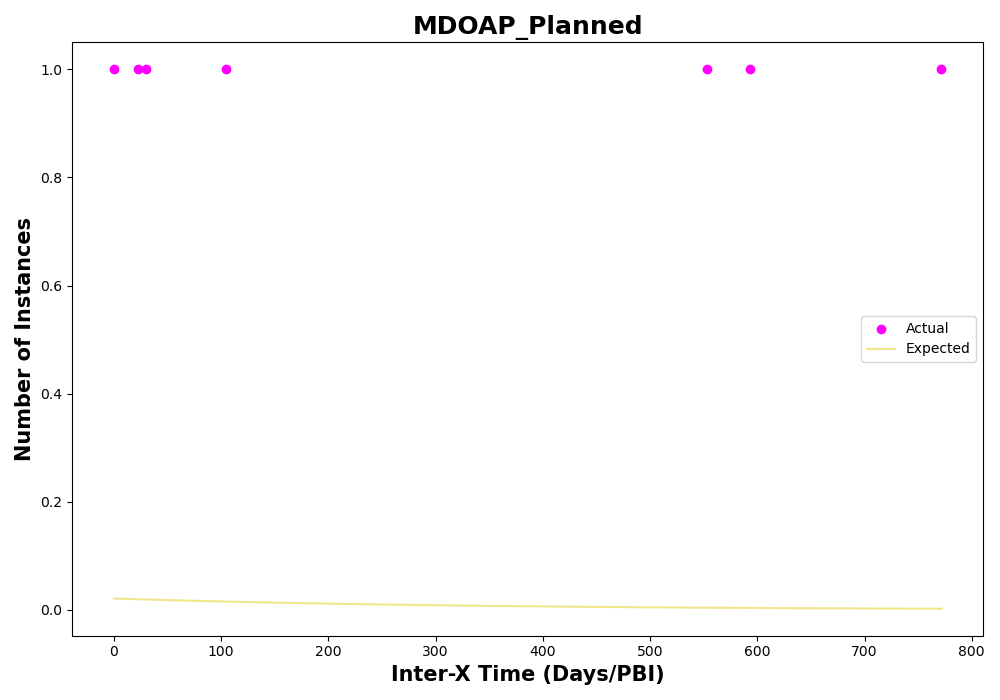 MDOAP_Planned
1.0
0.8
0.6
0.4
0.2
0.0
Number of Instances
Actual
Expected
0 100 200 300 400 500 600 700 800
Inter-X Time (Days/PBI)